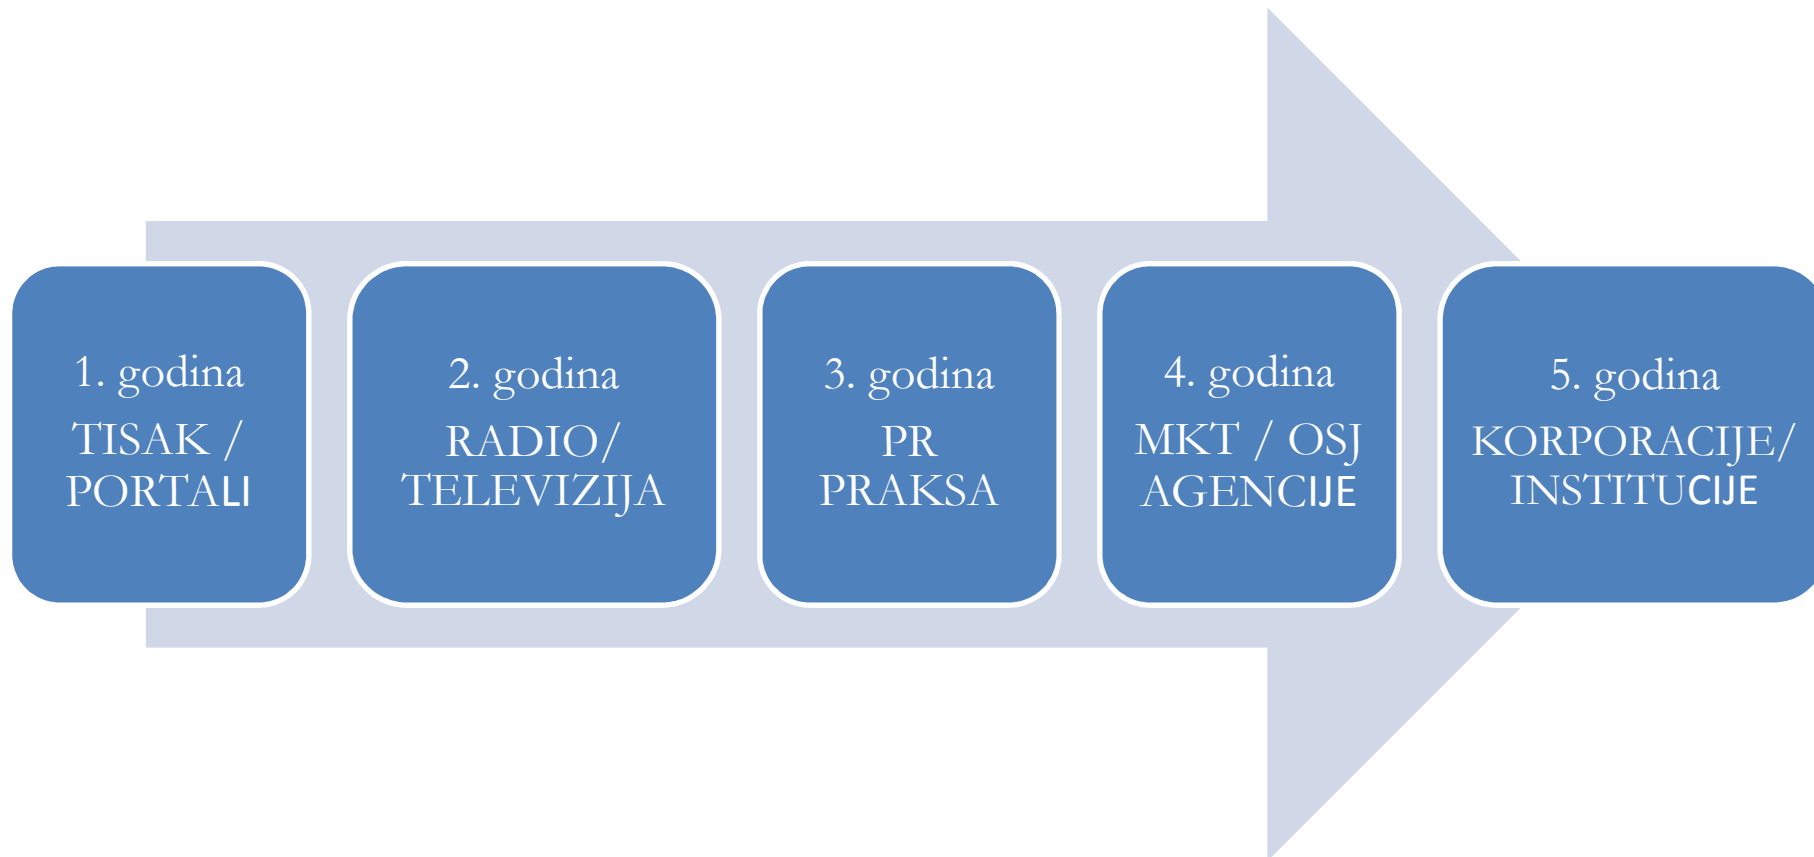 1. godina
TISAK /
PORTALI
2. godina
RADIO/
TELEVIZIJA
3. godina
PR
PRAKSA
4. godina
MKT / OSJ
AGENCIJE
5. godina
KORPORACIJE/
INSTITUCIJE